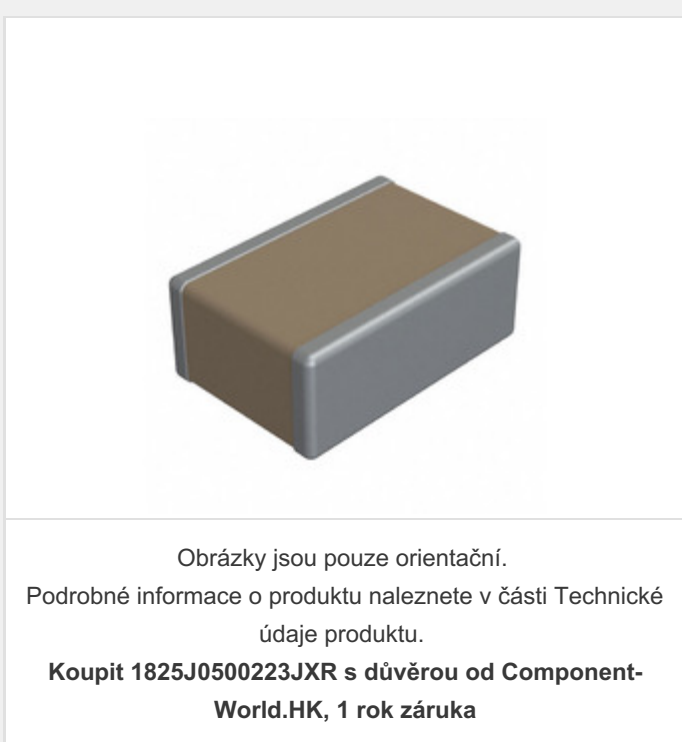 Obrázky jsou pouze orientační.
Podrobné informace o produktu naleznete v části Technické
údaje produktu.
Koupit 1825J0500223JXR s důvěrou od Component-
World.HK, 1 rok záruka